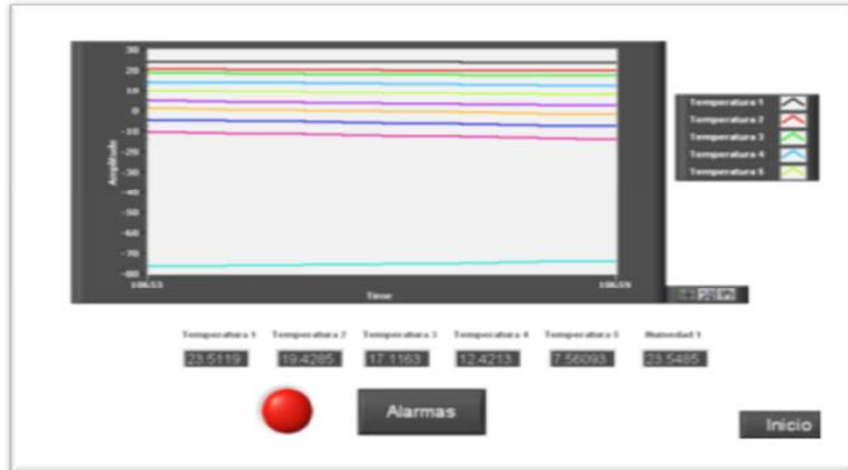 30
20
10
0
-10
-20
-30
-40
-50
-60
-70
-80
Amplitude
10653 10659
Time
Temperatura 1
Temperatura 2
Temperatura 3
Temperatura 4
Temperatura 5
Temperatura 1 Temperatura 2 Temperatura 3 Temperatura 4 Temperatura 5 Humedad 1
23.5119 19.4285 17.1163 12.4213 7.56093 23.5485
Alarmas
Inicio